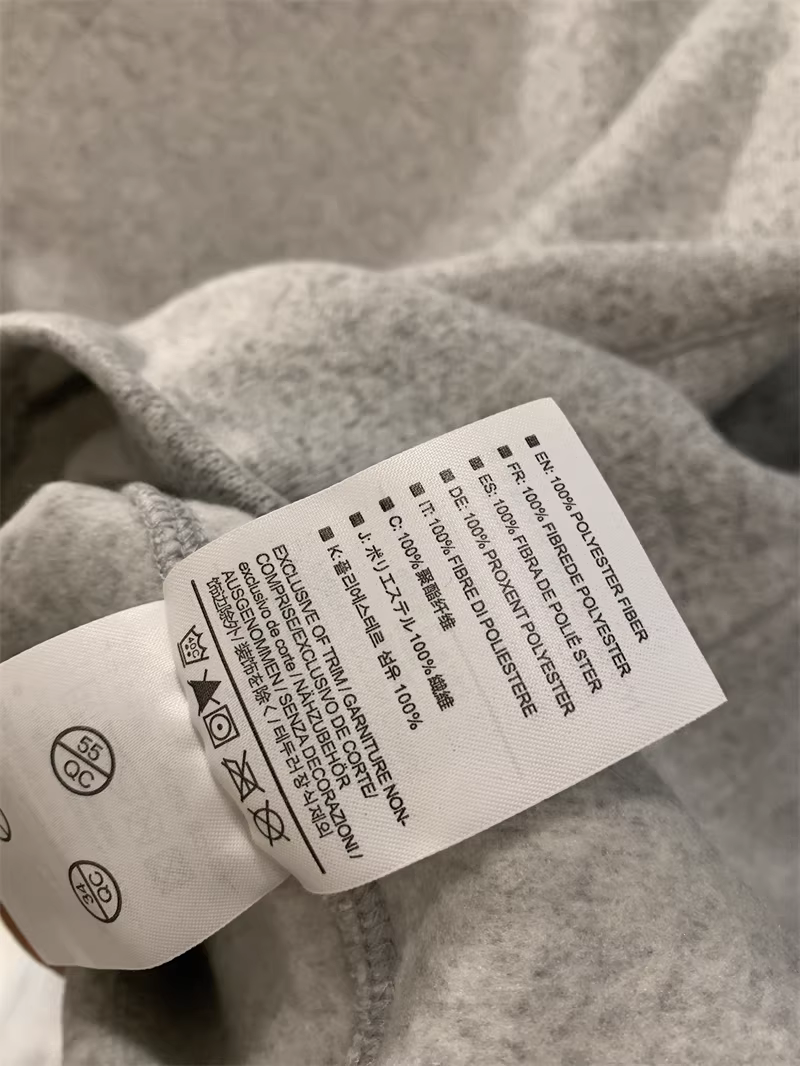 EN: 100% POLYESTER FIBER
FR: 100% FIBREDE POLYESTER
ES: 100% FIBRA DE POLIÉ STER
DE: 100% PROXENT POLYESTER
IT: 100% FIBRE DI POLIESTERE
C: 100% 聚酯纤维
J: ポリエステル 100% 繊維
K: 폴리에스테르 섬유 100%
EXCLUSIVE OF TRIM / GARNITURE NON-
COMPRISE/EXCLUSIVO DE CORTE/
exclusivo de corte / NÄHZUBEHÖR
AUSGENOMMEN / SENZA DECORAZIONI /
饰边除外/ 装飾を除く / 테두리 장식 제외
40C
55
QC
34
QC